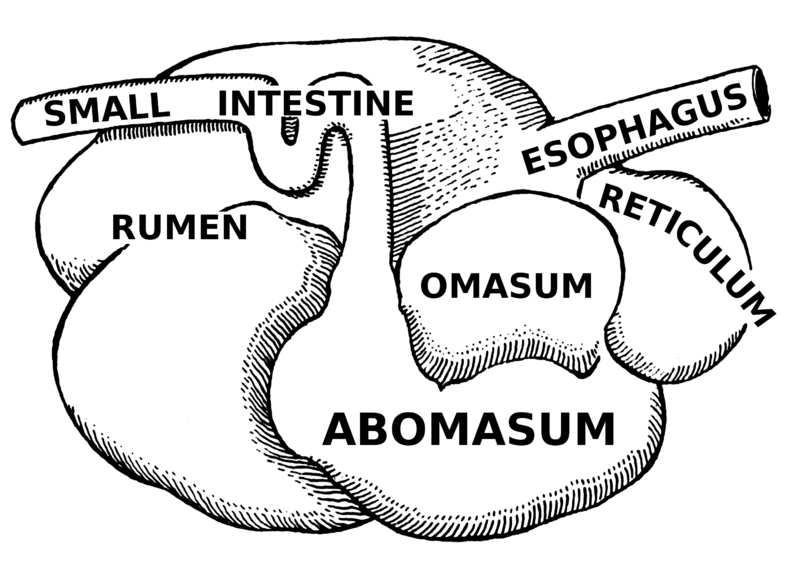 SMALL INTESTINE
ESOPHAGUS
RETICULUM
RUMEN
OMASUM
ABOMASUM